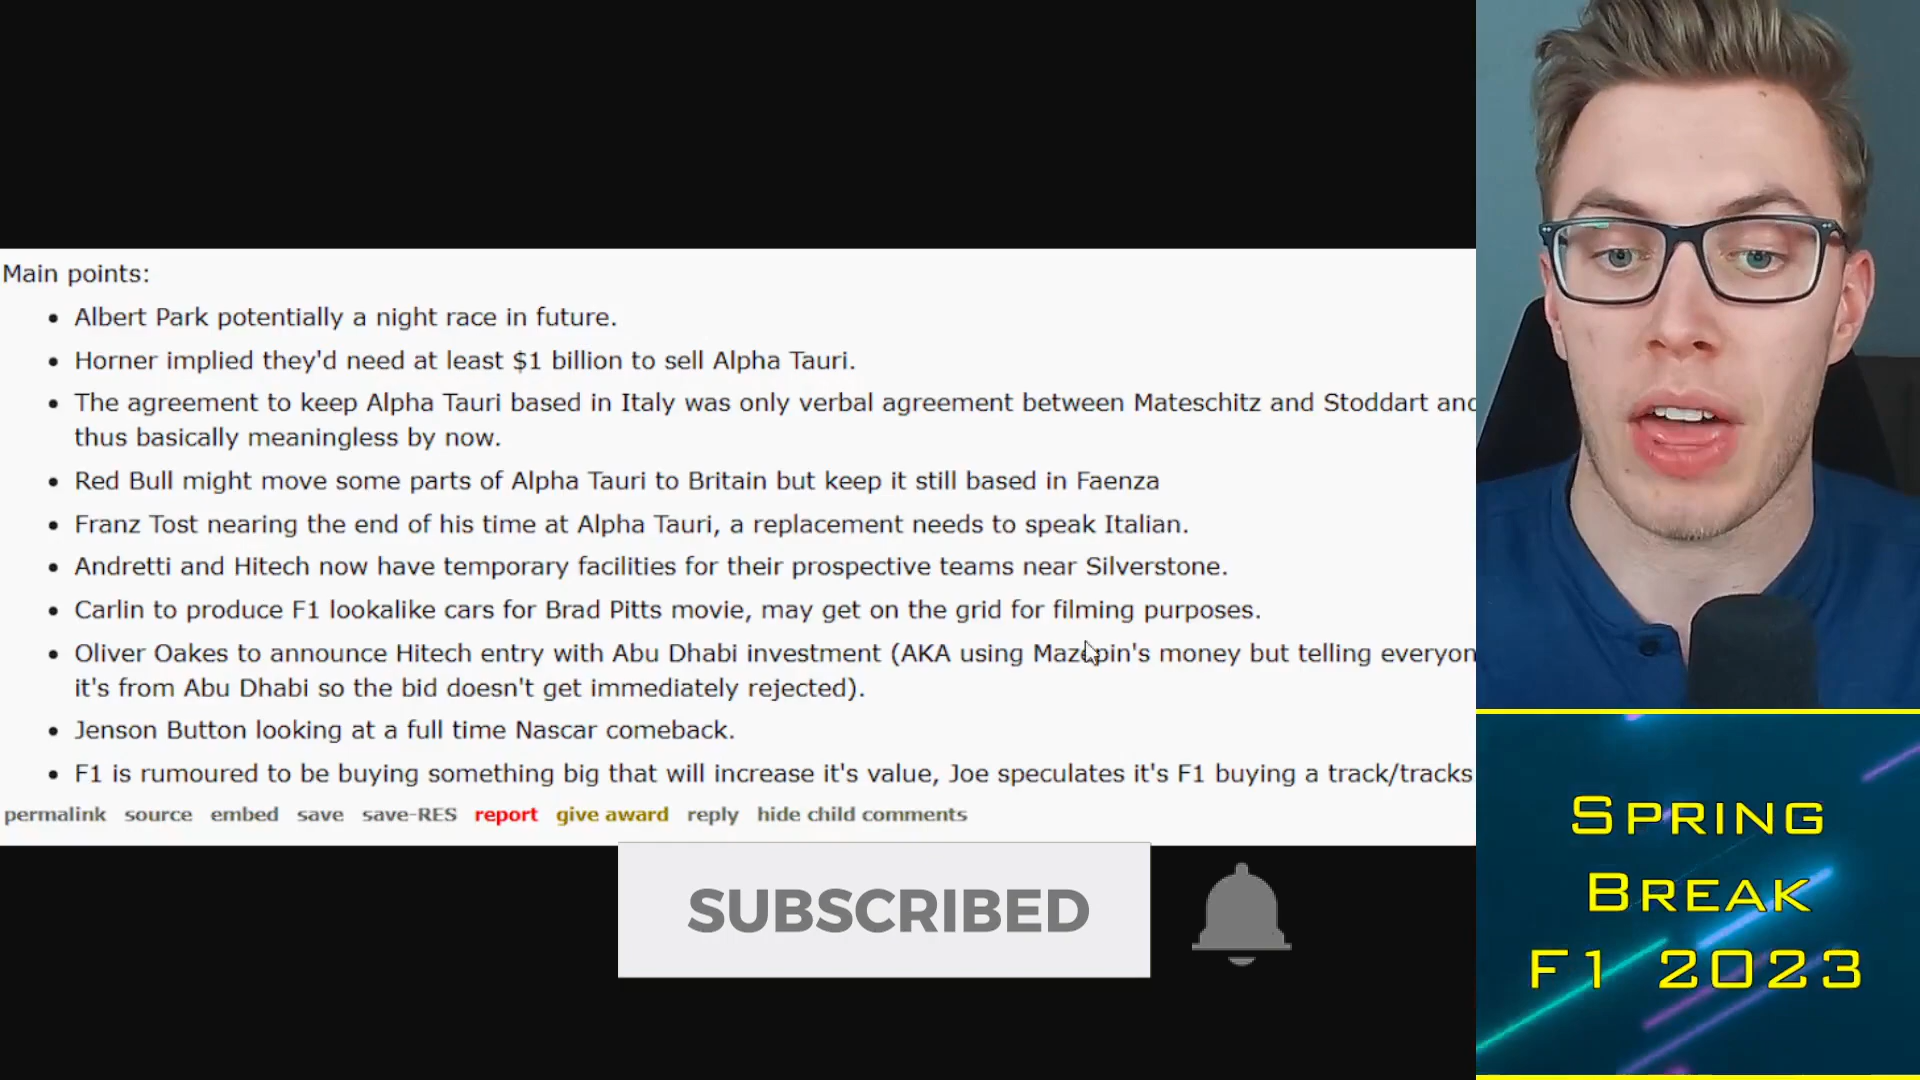 Main points:
Albert Park potentially a night race in future.
Horner implied they'd need at least $1 billion to sell Alpha Tauri.
The agreement to keep Alpha Tauri based in Italy was only verbal agreement between Mateschitz and Stoddart and
thus basically meaningless by now.
Red Bull might move some parts of Alpha Tauri to Britain but keep it still based in Faenza
Franz Tost nearing the end of his time at Alpha Tauri, a replacement needs to speak Italian.
Andretti and Hitech now have temporary facilities for their prospective teams near Silverstone.
Carlin to produce F1 lookalike cars for Brad Pitts movie, may get on the grid for filming purposes.
Oliver Oakes to announce Hitech entry with Abu Dhabi investment (AKA using Mazepin's money but telling everyon
it's from Abu Dhabi so the bid doesn't get immediately rejected).
Jenson Button looking at a full time Nascar comeback.
F1 is rumoured to be buying something big that will increase it's value, Joe speculates it's F1 buying a track/tracks
permalink source embed save save-RES report give award reply hide child comments
SUBSCRIBED
SPRING
BREAK
F1 2023